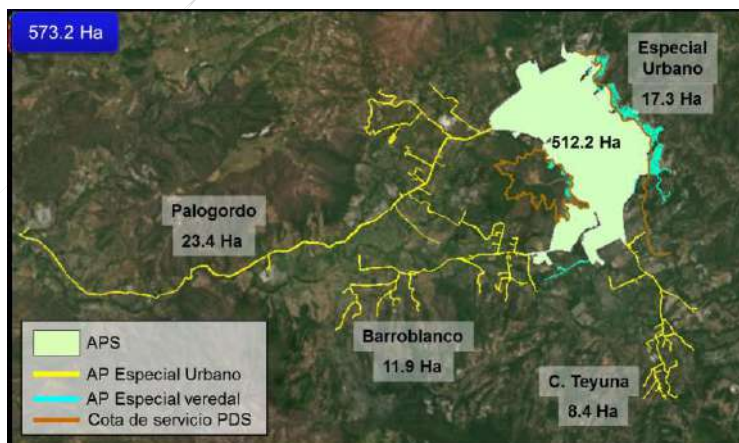 573.2 Ha
Especial
Urbano
17.3 Ha
512.2 Ha
Palogordo
23.4 Ha
Barroblanco
11.9 Ha
C. Teyuna
8.4 Ha
APS
AP Especial Urbano
AP Especial veredal
Cota de servicio PDS